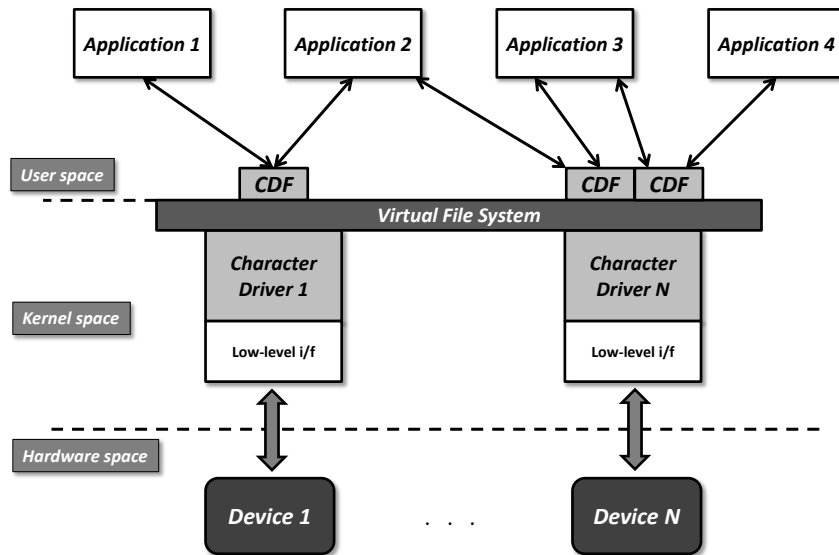 Application 1
Application 2
Application 3
Application 4
User space
CDF
CDF
CDF
Virtual File System
Character
Driver 1
Character
Driver N
Kernel space
Low-level i/f
Low-level i/f
Hardware space
Device 1
. . .
Device N